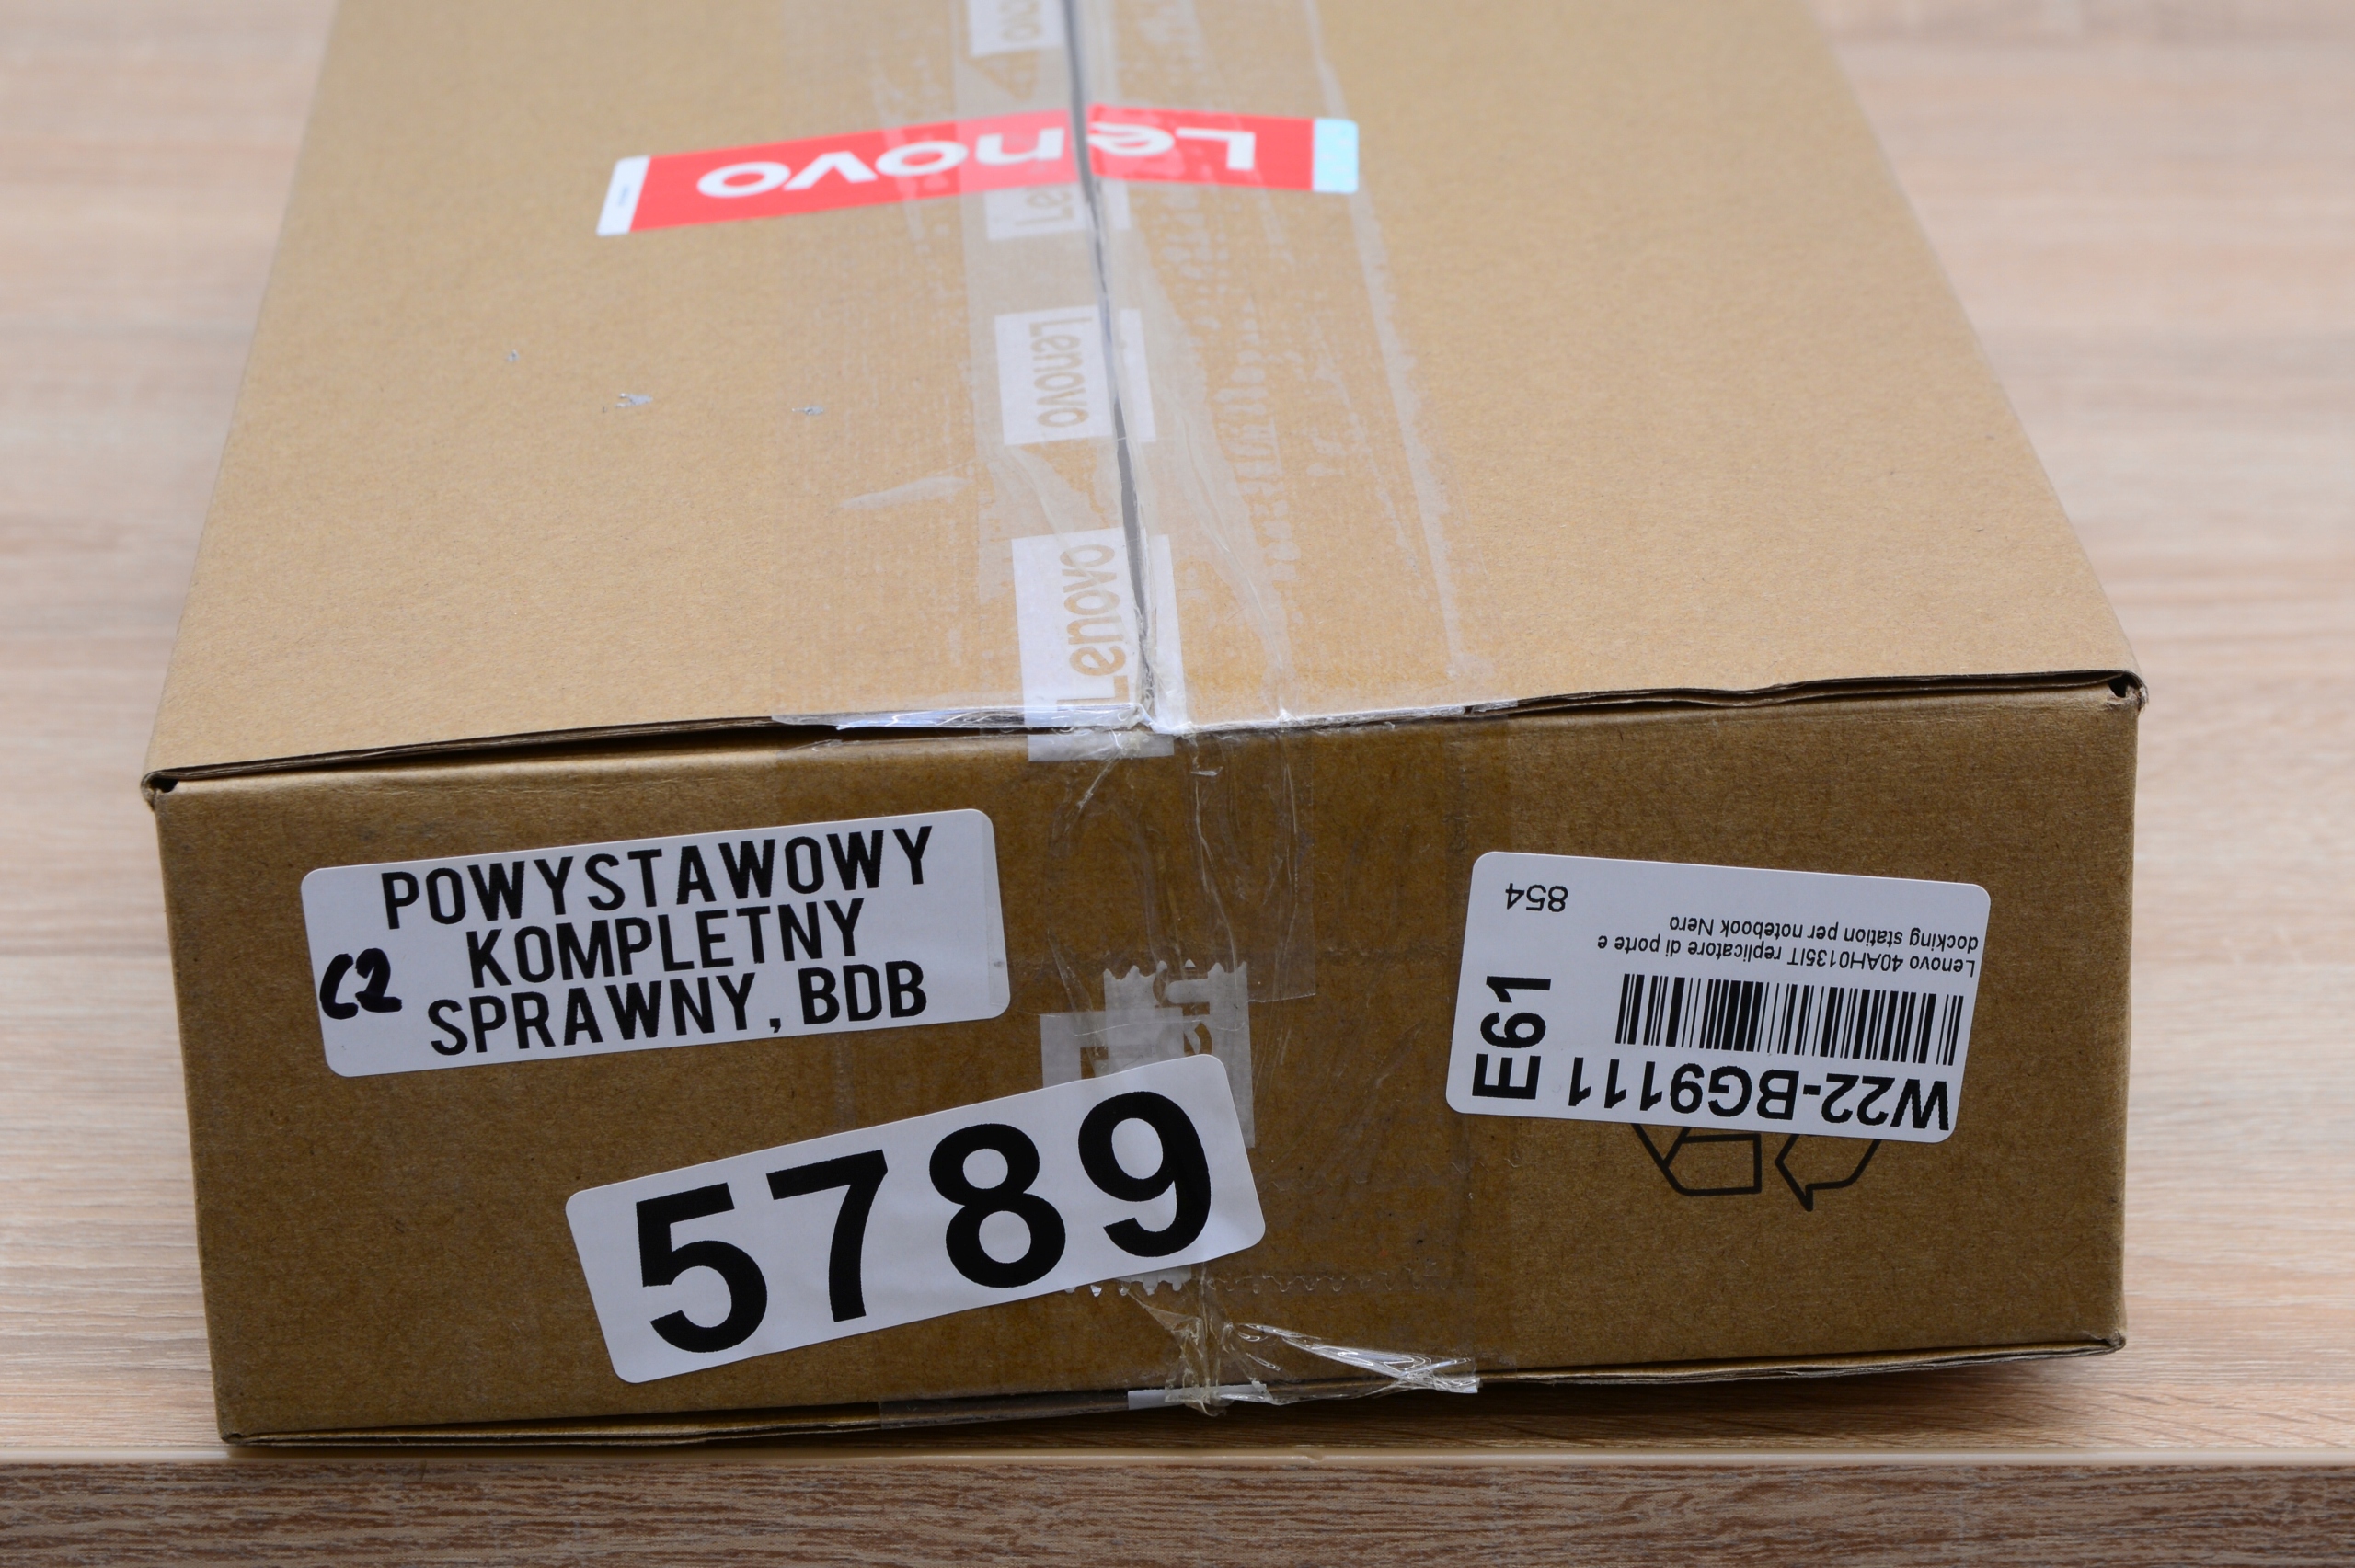 Lenovo
Lenovo
Lenovo
POWYSTAWOWY
KOMPLETNY
SPRAWNY, BDB
C2
5789
W22-BG9111
E61
Lenovo 40AH0135IT replicatore di porte e
docking station per notebook Nero
854